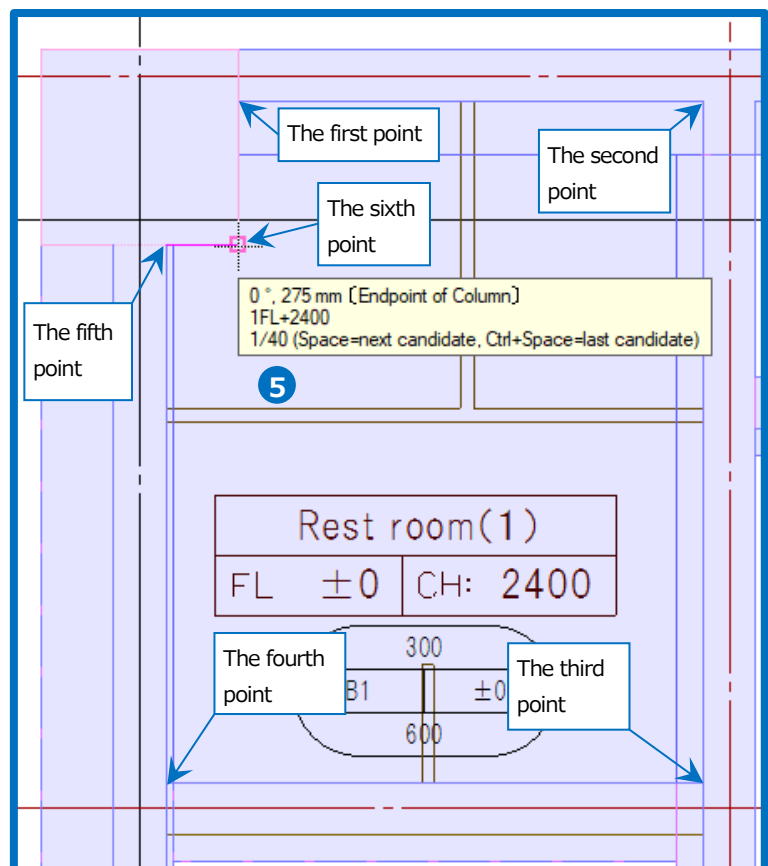 The first point
The second
point
The sixth
point
0 °, 275 mm [Endpoint of Column]
1FL+2400
1/40 (Space=next candidate, Ctrl+Space=last candidate)
The fifth
point
5
Rest room(1)
FL ±0 CH: 2400
300
The fourth
point
B1 ±0
The third
point
600